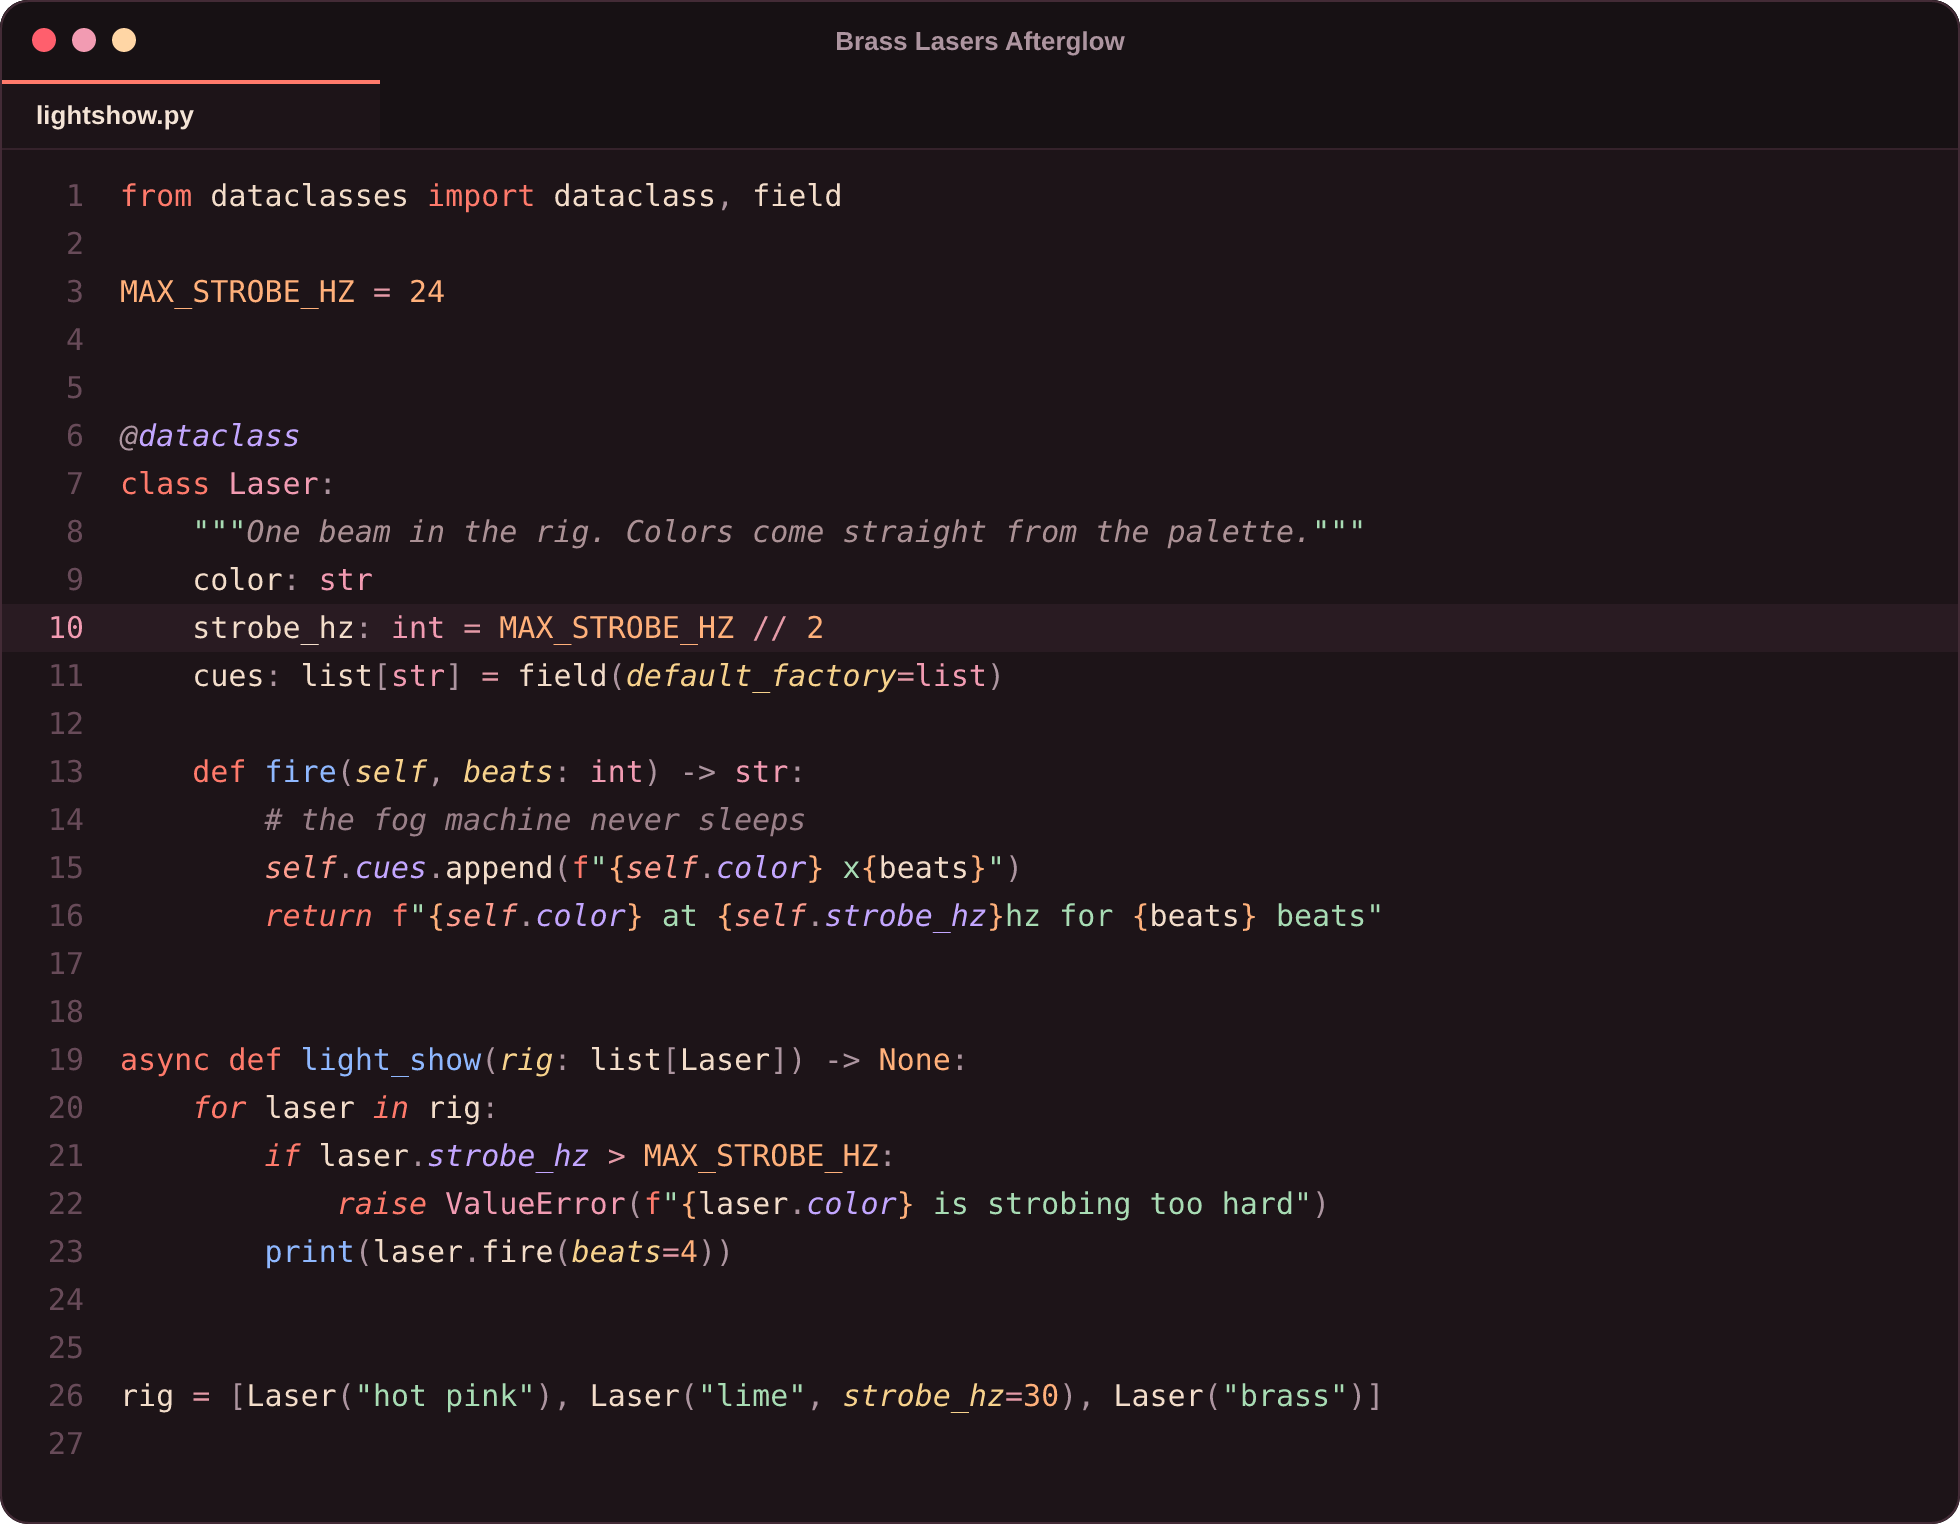 Brass Lasers Afterglow
lightshow.py
1 from dataclasses import dataclass, field
2
3 MAX_STROBE_HZ = 24
4
5
6 @dataclass
7 class Laser:
8     """One beam in the rig. Colors come straight from the palette."""
9     color: str
10     strobe_hz: int = MAX_STROBE_HZ // 2
11     cues: list[str] = field(default_factory=list)
12
13     def fire(self, beats: int) -> str:
14         # the fog machine never sleeps
15         self.cues.append(f"{self.color} x{beats}")
16         return f"{self.color} at {self.strobe_hz}hz for {beats} beats"
17
18
19 async def light_show(rig: list[Laser]) -> None:
20     for laser in rig:
21         if laser.strobe_hz > MAX_STROBE_HZ:
22             raise ValueError(f"{laser.color} is strobing too hard")
23         print(laser.fire(beats=4))
24
25
26 rig = [Laser("hot pink"), Laser("lime", strobe_hz=30), Laser("brass")]
27